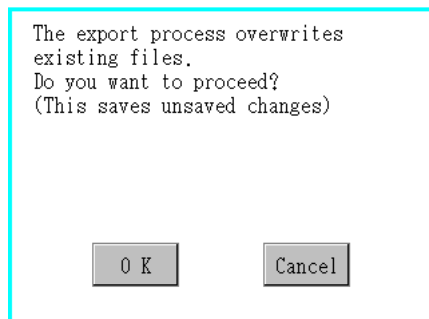 The export process overwrites
existing files.
Do you want to proceed?
(This saves unsaved changes)
O K
Cancel